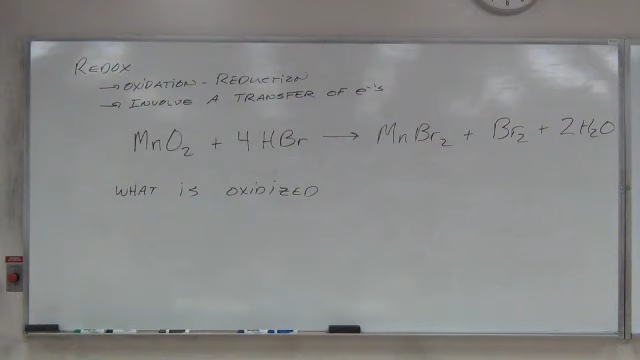 REDOX
→ OXIDATION - REDUCTION
→ INVOLVE A TRANSFER OF e⁻'s
MnO₂ + 4 HBr → MnBr₂ + Br₂ + 2H₂O
WHAT IS OXIDIZED